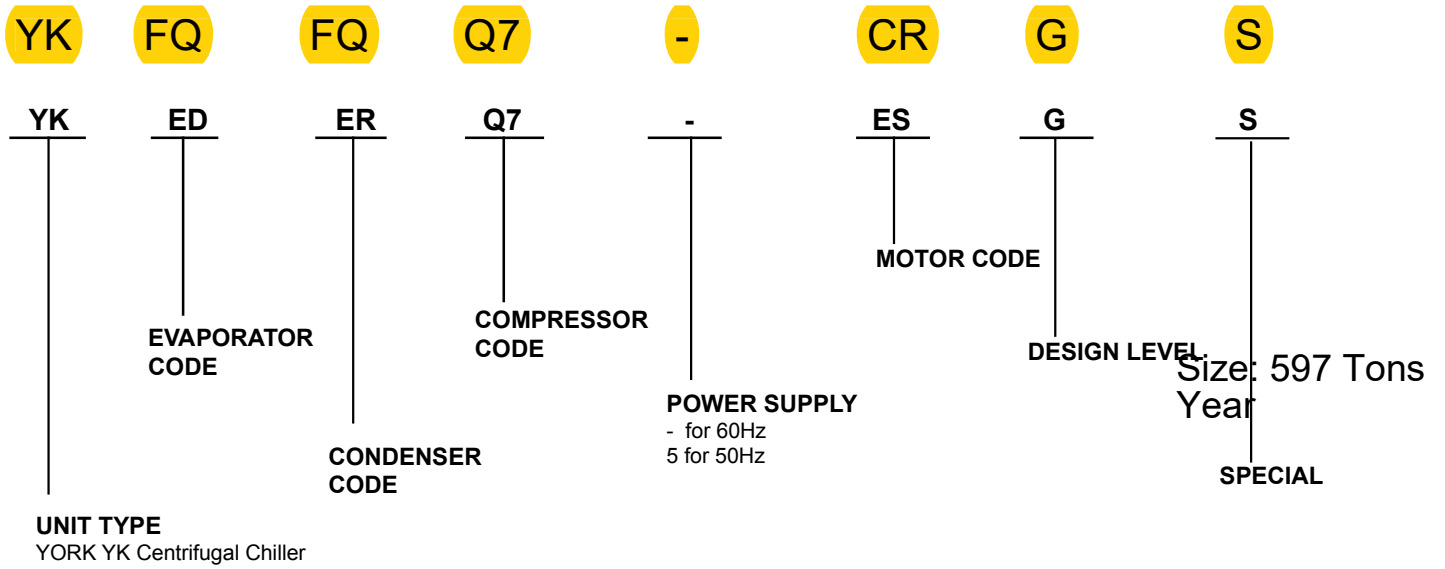 YK FQ FQ Q7 - CR G S
YK ED ER Q7 - ES G S
MOTOR CODE
COMPRESSOR
CODE
EVAPORATOR
CODE
DESIGN LEVEL
Size: 597 Tons
Year
POWER SUPPLY
- for 60Hz
5 for 50Hz
CONDENSER
CODE
SPECIAL
UNIT TYPE
YORK YK Centrifugal Chiller